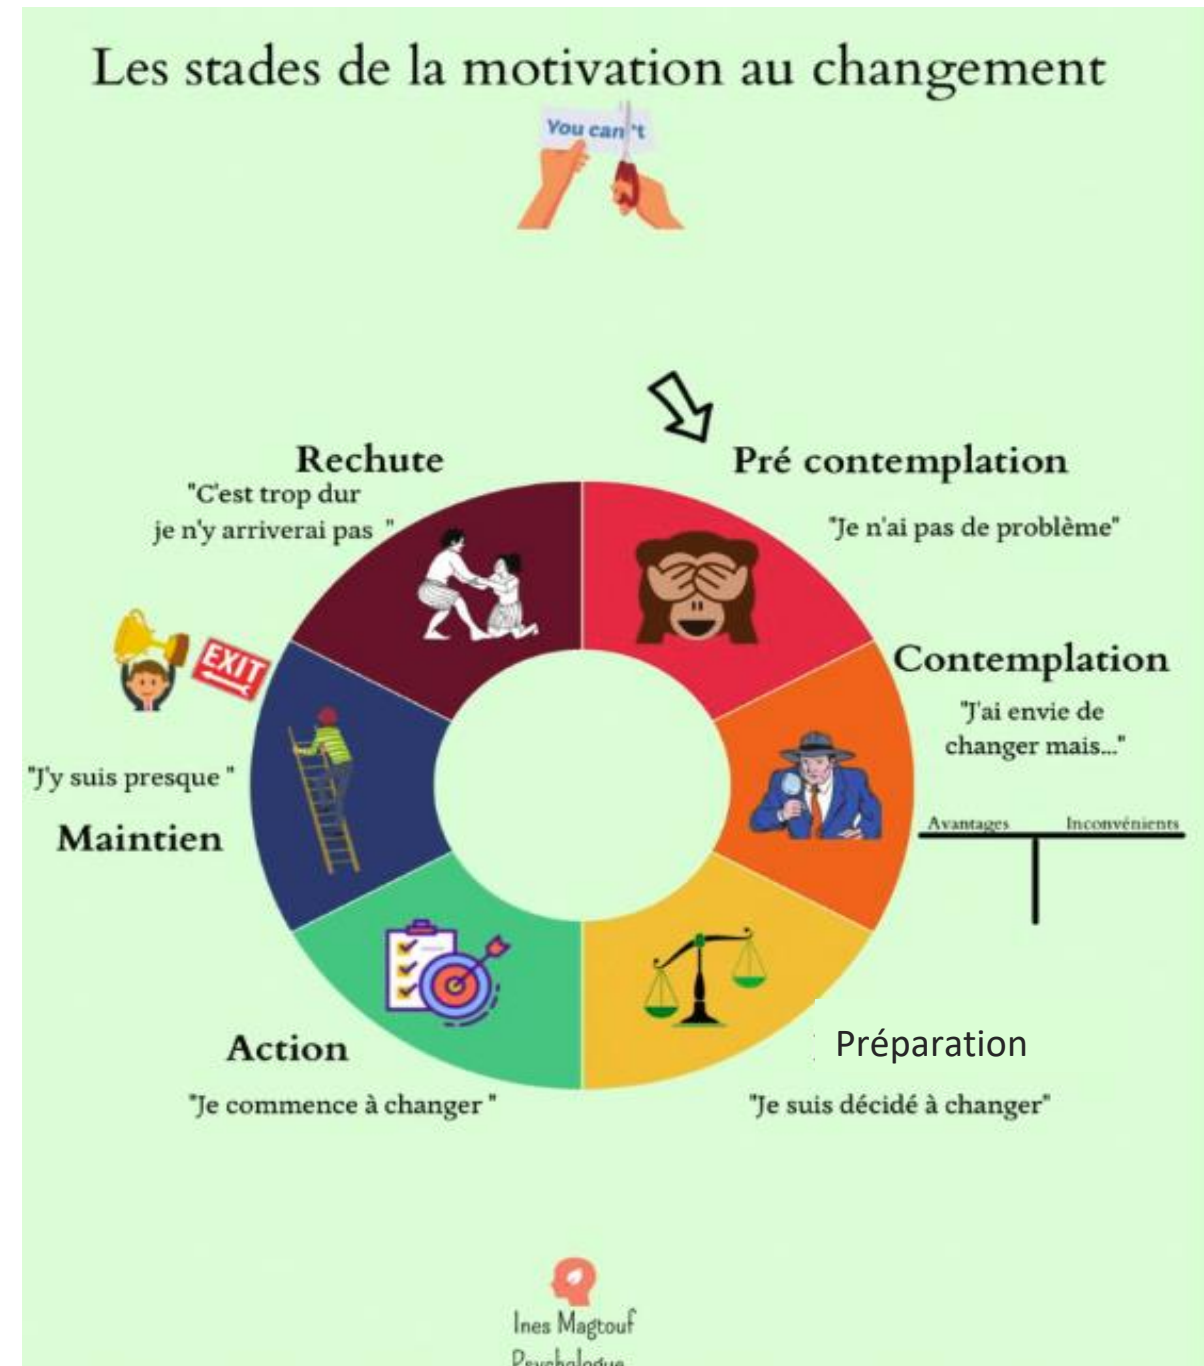 Les stades de la motivation au changement
You can't
Rechute
"C'est trop dur
je n'y arriverai pas "
Pré contemplation
"Je n'ai pas de problème"
EXIT
Contemplation
"J'ai envie de
changer mais..."
"J'y suis presque "
Maintien
Avantages
Inconvénients
Action
"Je commence à changer "
Préparation
"Je suis décidé à changer"
Ines Magtouf
Psychologue